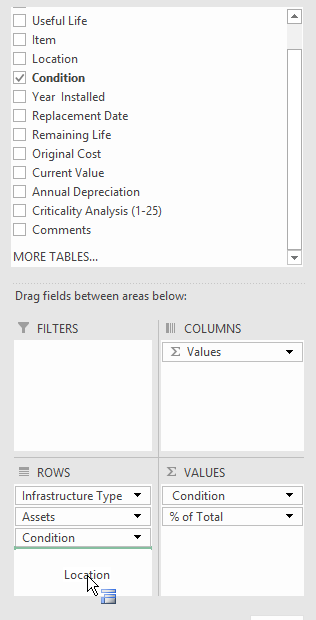 Useful Life
Item
Location
Condition
Year  Installed
Replacement Date
Remaining Life
Original Cost
Current Value
Annual Depreciation
Criticality Analysis (1-25)
Comments
MORE TABLES...
Drag fields between areas below:
FILTERS
COLUMNS
Σ Values
ROWS
Infrastructure Type
Assets
Condition
Location
Σ VALUES
Condition
% of Total